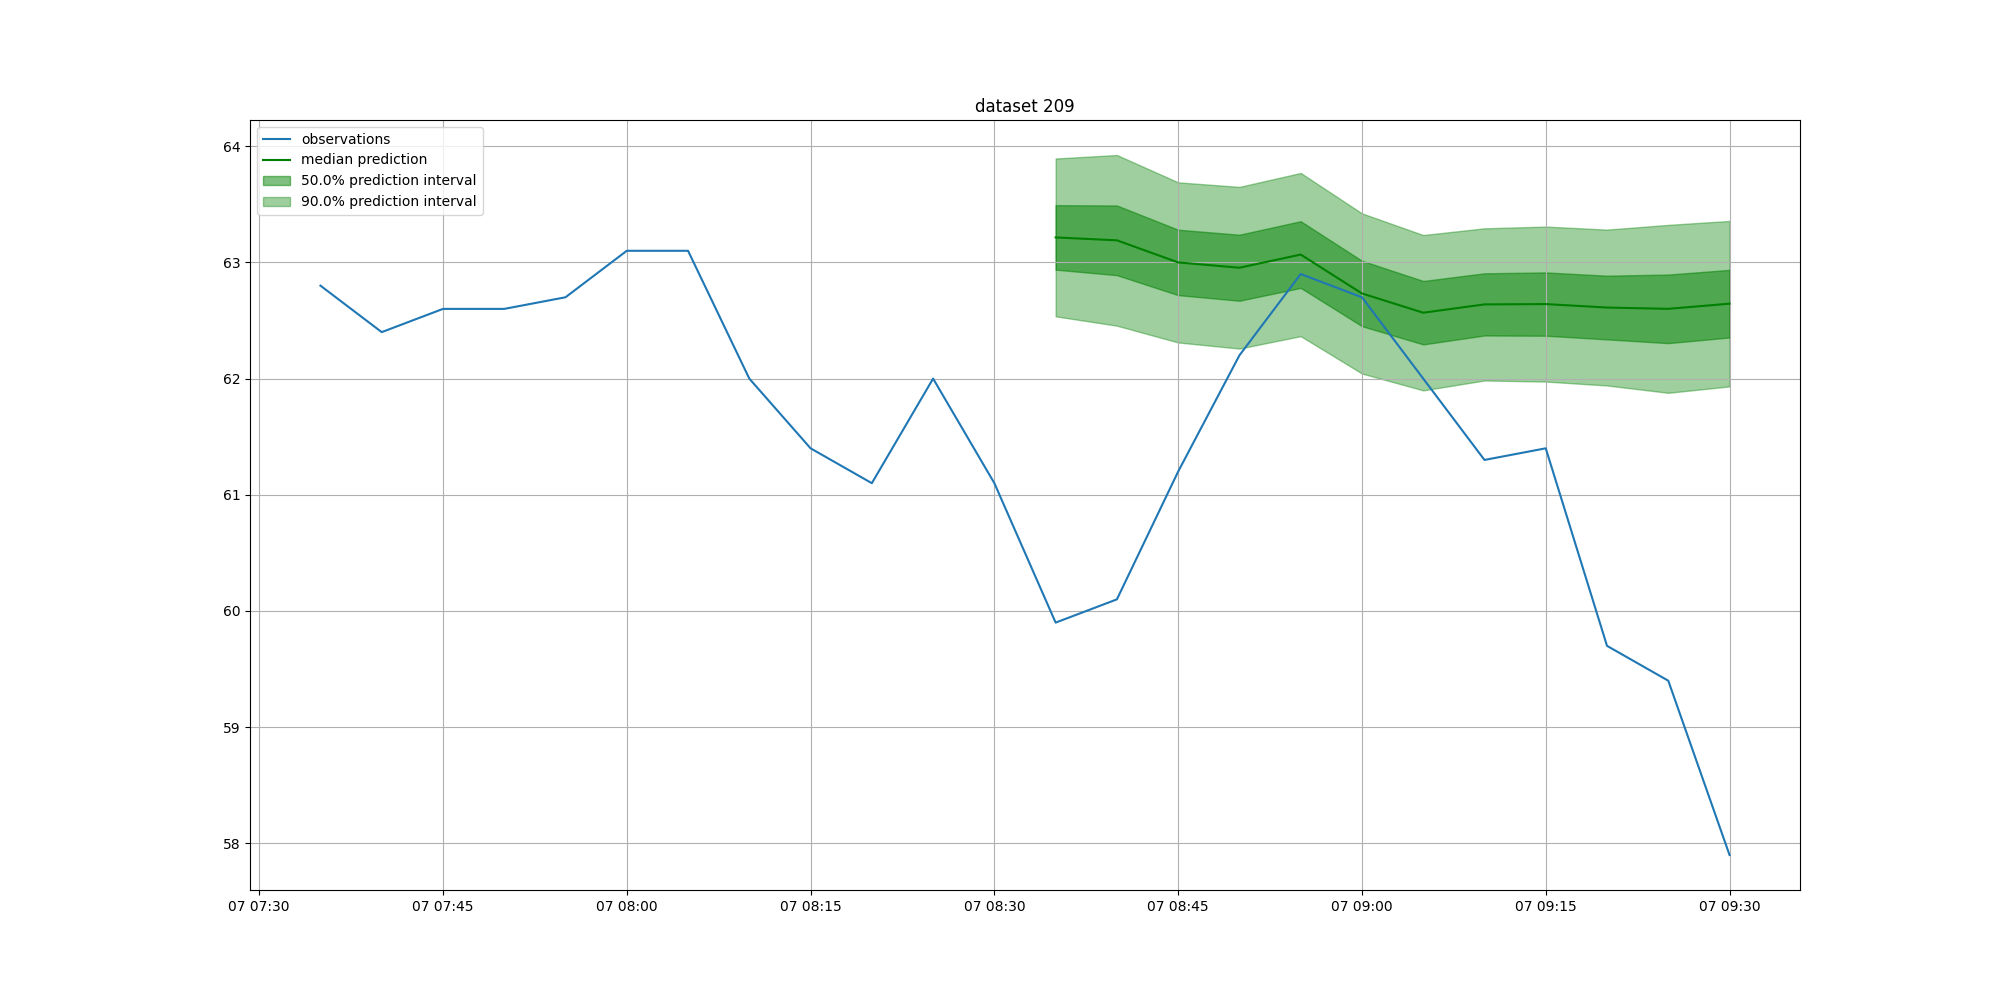 dataset 209
observations
median prediction
50.0% prediction interval
90.0% prediction interval
64
63
62
61
60
59
58
07 07:30 07 07:45 07 08:00 07 08:15 07 08:30 07 08:45 07 09:00 07 09:15 07 09:30